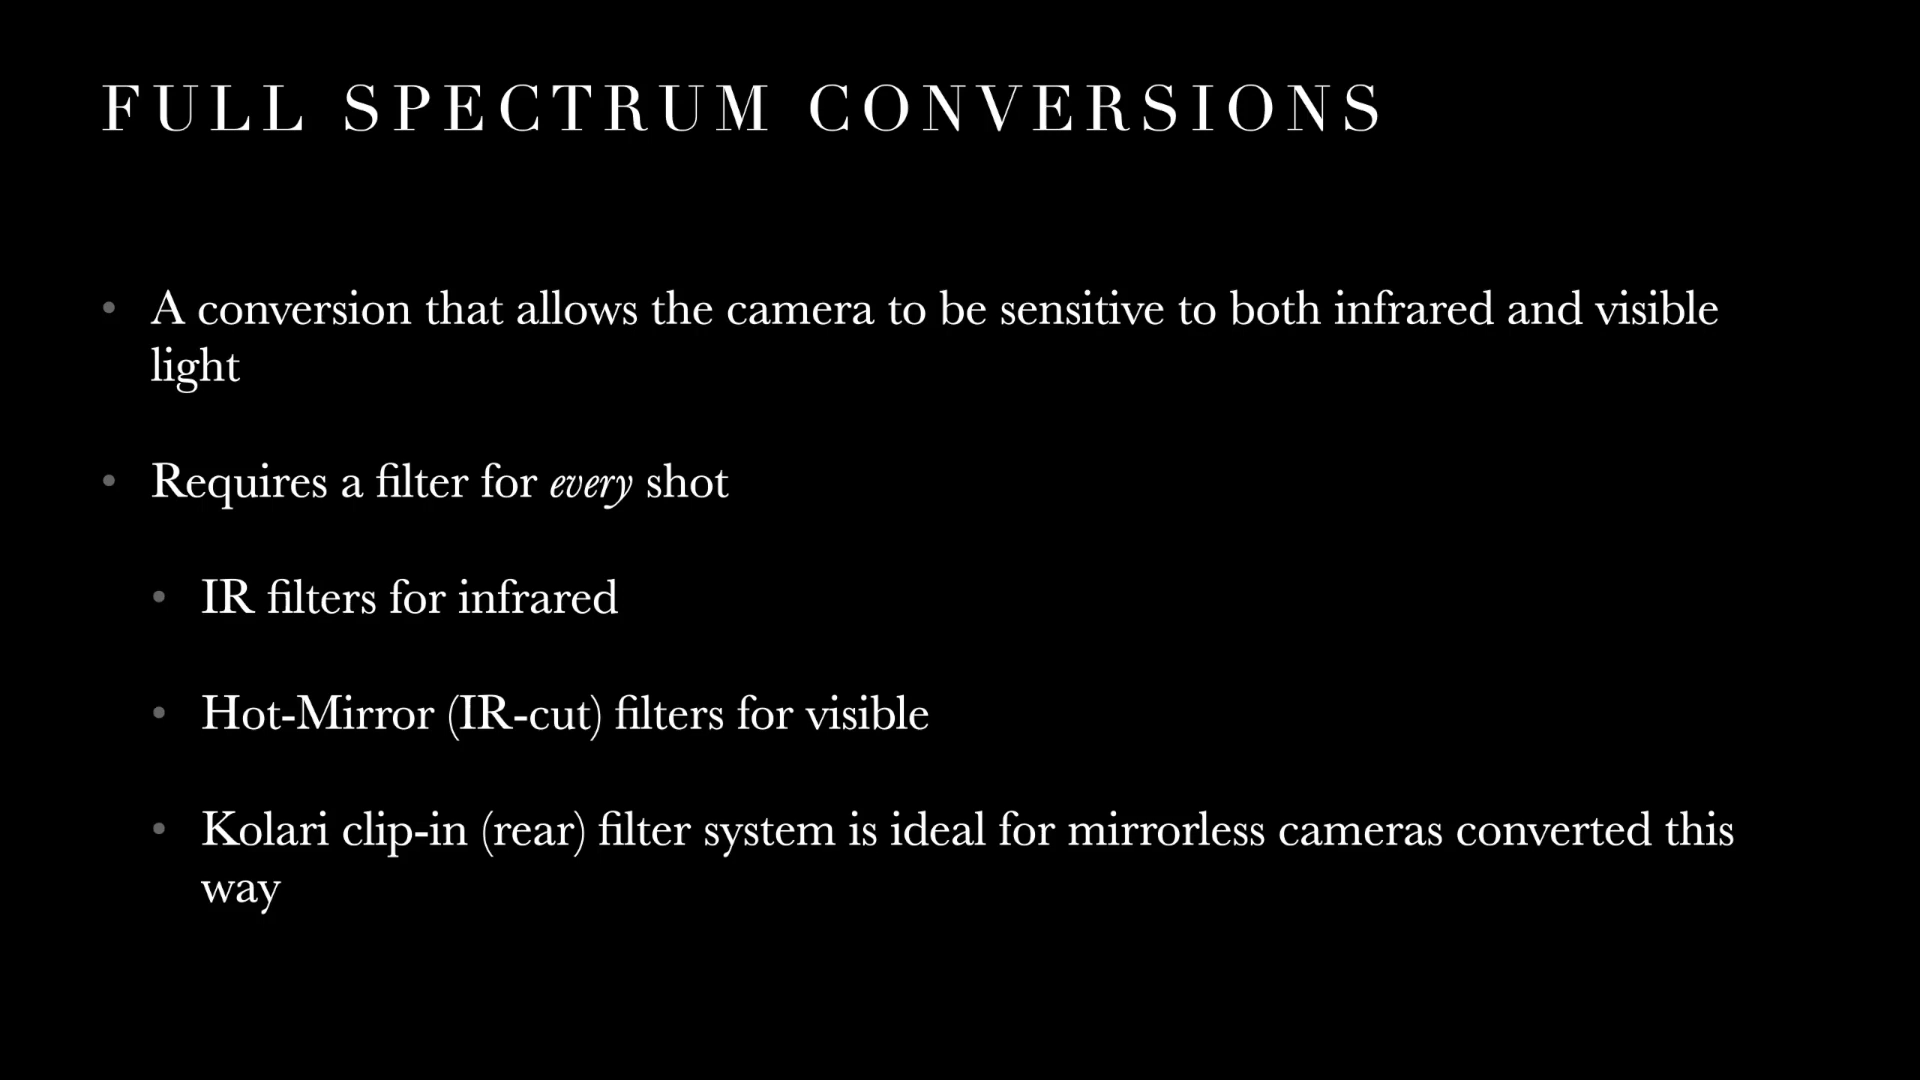 FULL SPECTRUM CONVERSIONS
• A conversion that allows the camera to be sensitive to both infrared and visible
light
• Requires a filter for every shot
• IR filters for infrared
• Hot-Mirror (IR-cut) filters for visible
• Kolari clip-in (rear) filter system is ideal for mirrorless cameras converted this
way